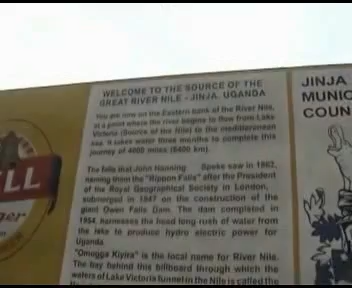 WELCOME TO THE SOURCE OF THE
GREAT RIVER NILE - JINJA. UGANDA
You are now on the Eastern bank of the River Nile,
at a point where the river begins to flow from Lake
Victoria (Source of the Nile) to the mediterranean
sea. It takes water three months to complete this
journey of 4000 miles (6400 km).
The falls that John Hanning Speke saw in 1862,
naming them the "Rippon Falls" after the President
of the Royal Geographical Society in London,
submerged in 1947 on the construction of the
giant Owen Falls Dam. The dam completed in
1954, harnesses the head long rush of water from
the lake to produce hydro electric power for
Uganda.
"Omugga Kiyira" is the local name for River Nile.
The bay behind this billboard through which the
waters of Lake Victoria funnel in the Nile is called the
JINJA
MUNIC
COUN
ELL
ger